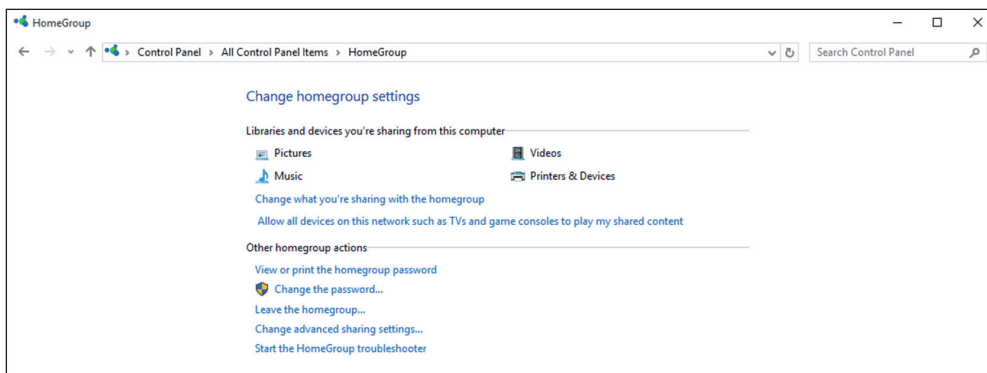 HomeGroup
Control Panel > All Control Panel Items > HomeGroup
Search Control Panel
Change homegroup settings
Libraries and devices you're sharing from this computer
Pictures Videos
Music Printers & Devices
Change what you're sharing with the homegroup
Allow all devices on this network such as TVs and game consoles to play my shared content
Other homegroup actions
View or print the homegroup password
Change the password...
Leave the homegroup...
Change advanced sharing settings...
Start the HomeGroup troubleshooter